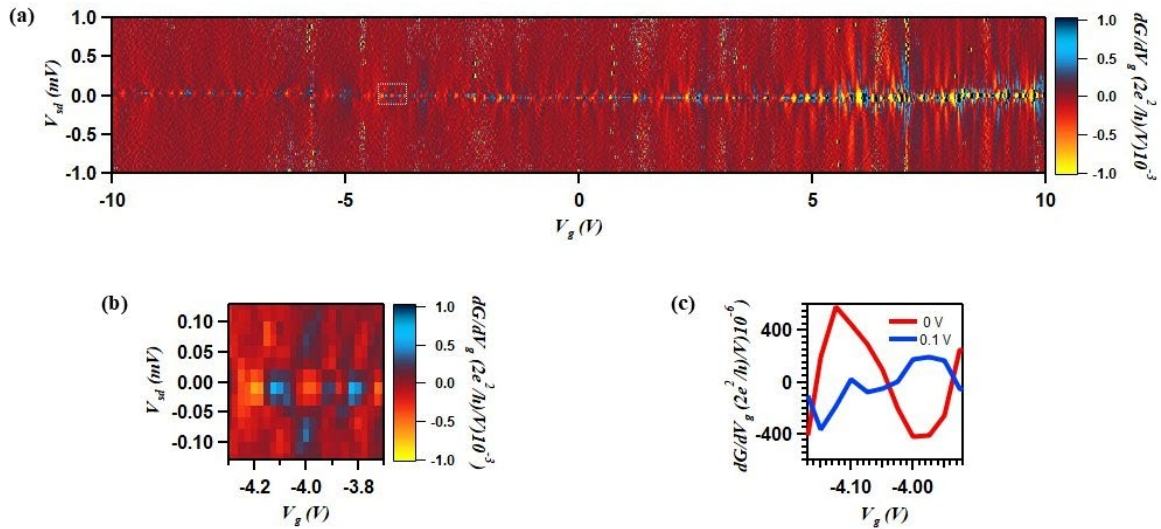 (a)
V_sd (mV)
1.0
0.5
0.0
-0.5
-1.0
-10
-5
0
5
10
V_g (V)
1.0
0.5
0.0
-0.5
-1.0
dG/dV_g (2e²/h)/V)10⁻³
(b)
V_sd (mV)
0.10
0.05
0.00
-0.05
-0.10
-4.2
-4.0
-3.8
V_g (V)
1.0
0.5
0.0
-0.5
-1.0
dG/dV_g (2e²/h)/V)10⁻³
(c)
dG/dV_g (2e²/h)/V)10⁻⁶
400
0
-400
0 V
0.1 V
-4.10
-4.00
V_g (V)